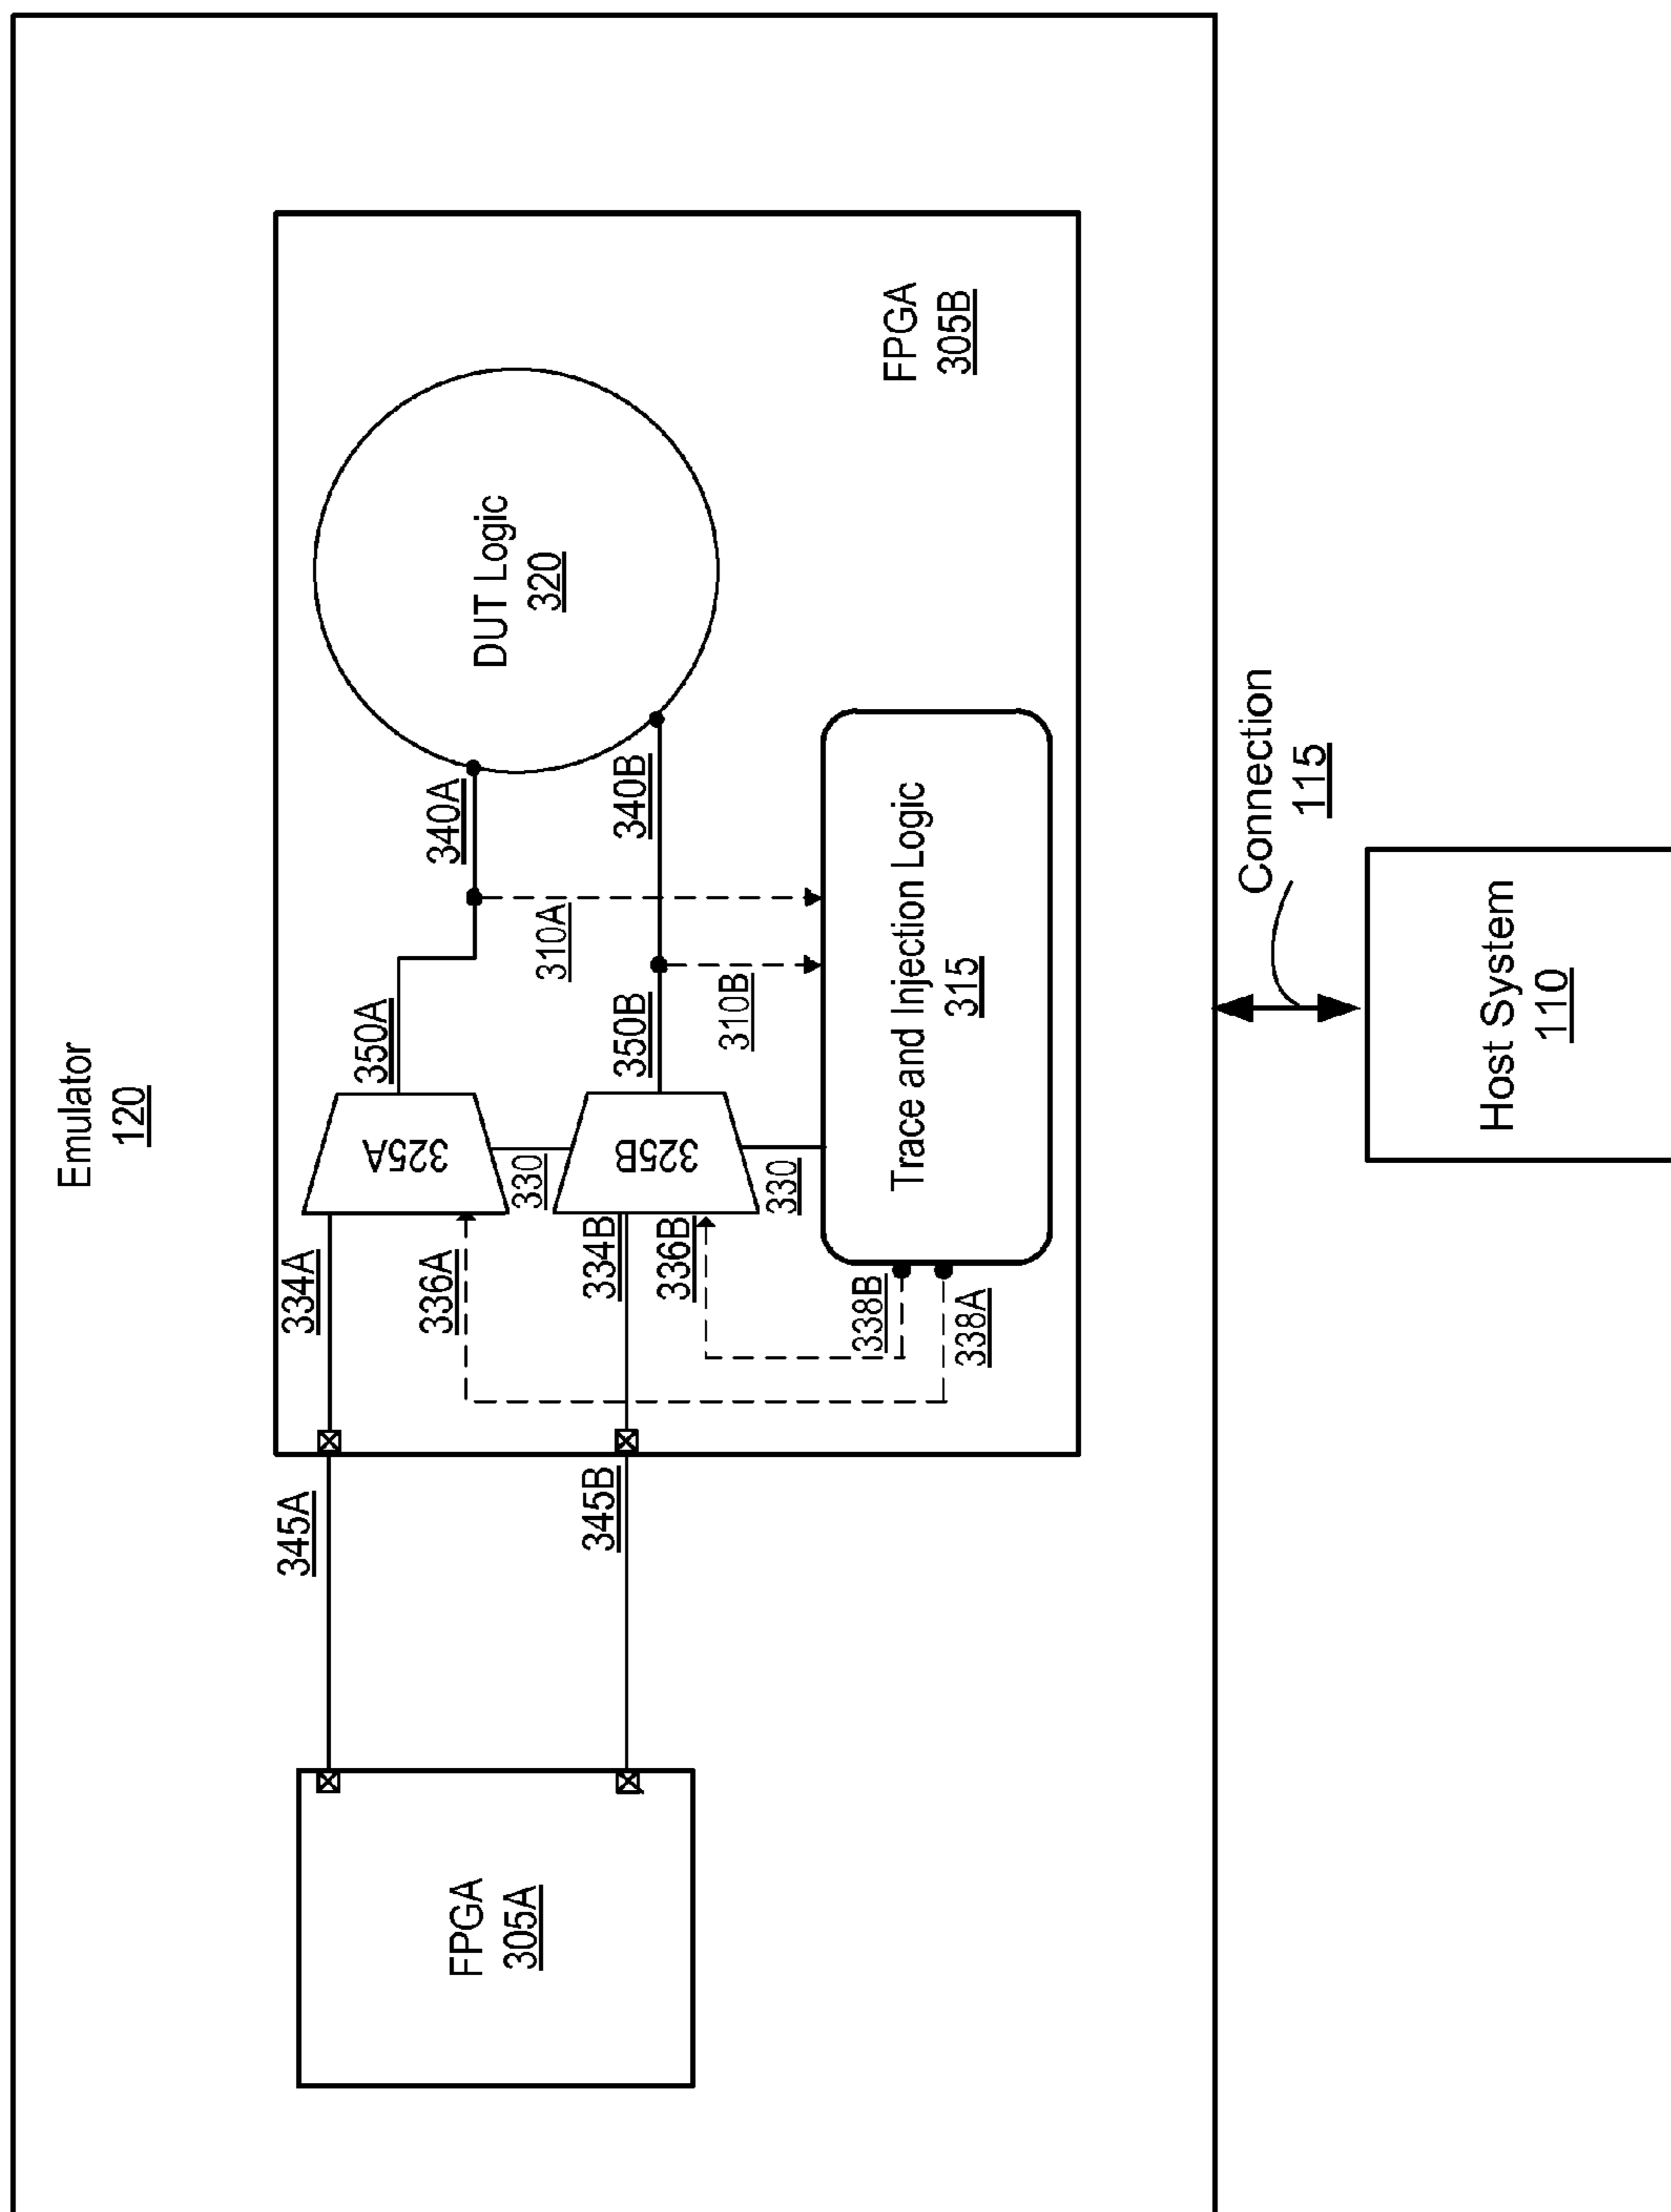 Emulator
120
FPGA
305A
345A
345B
334A
336A
334B
336B
338B
338A
325A
325B
330
330
350A
350B
310A
310B
340A
340B
DUT Logic
320
Trace and Injection Logic
315
FPGA
305B
Connection
115
Host System
110